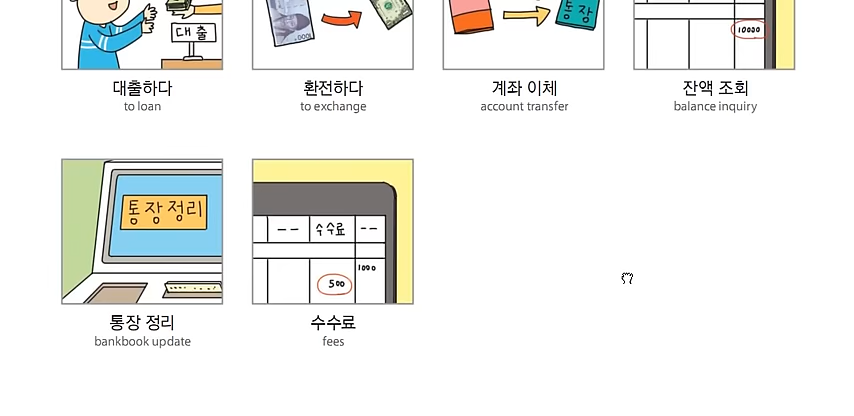 대출
1000
통장
10000
대출하다
환전하다
계좌 이체
잔액 조회
to loan
to exchange
account transfer
balance inquiry
통장정리
수수료
1000
500
통장 정리
수수료
bankbook update
fees